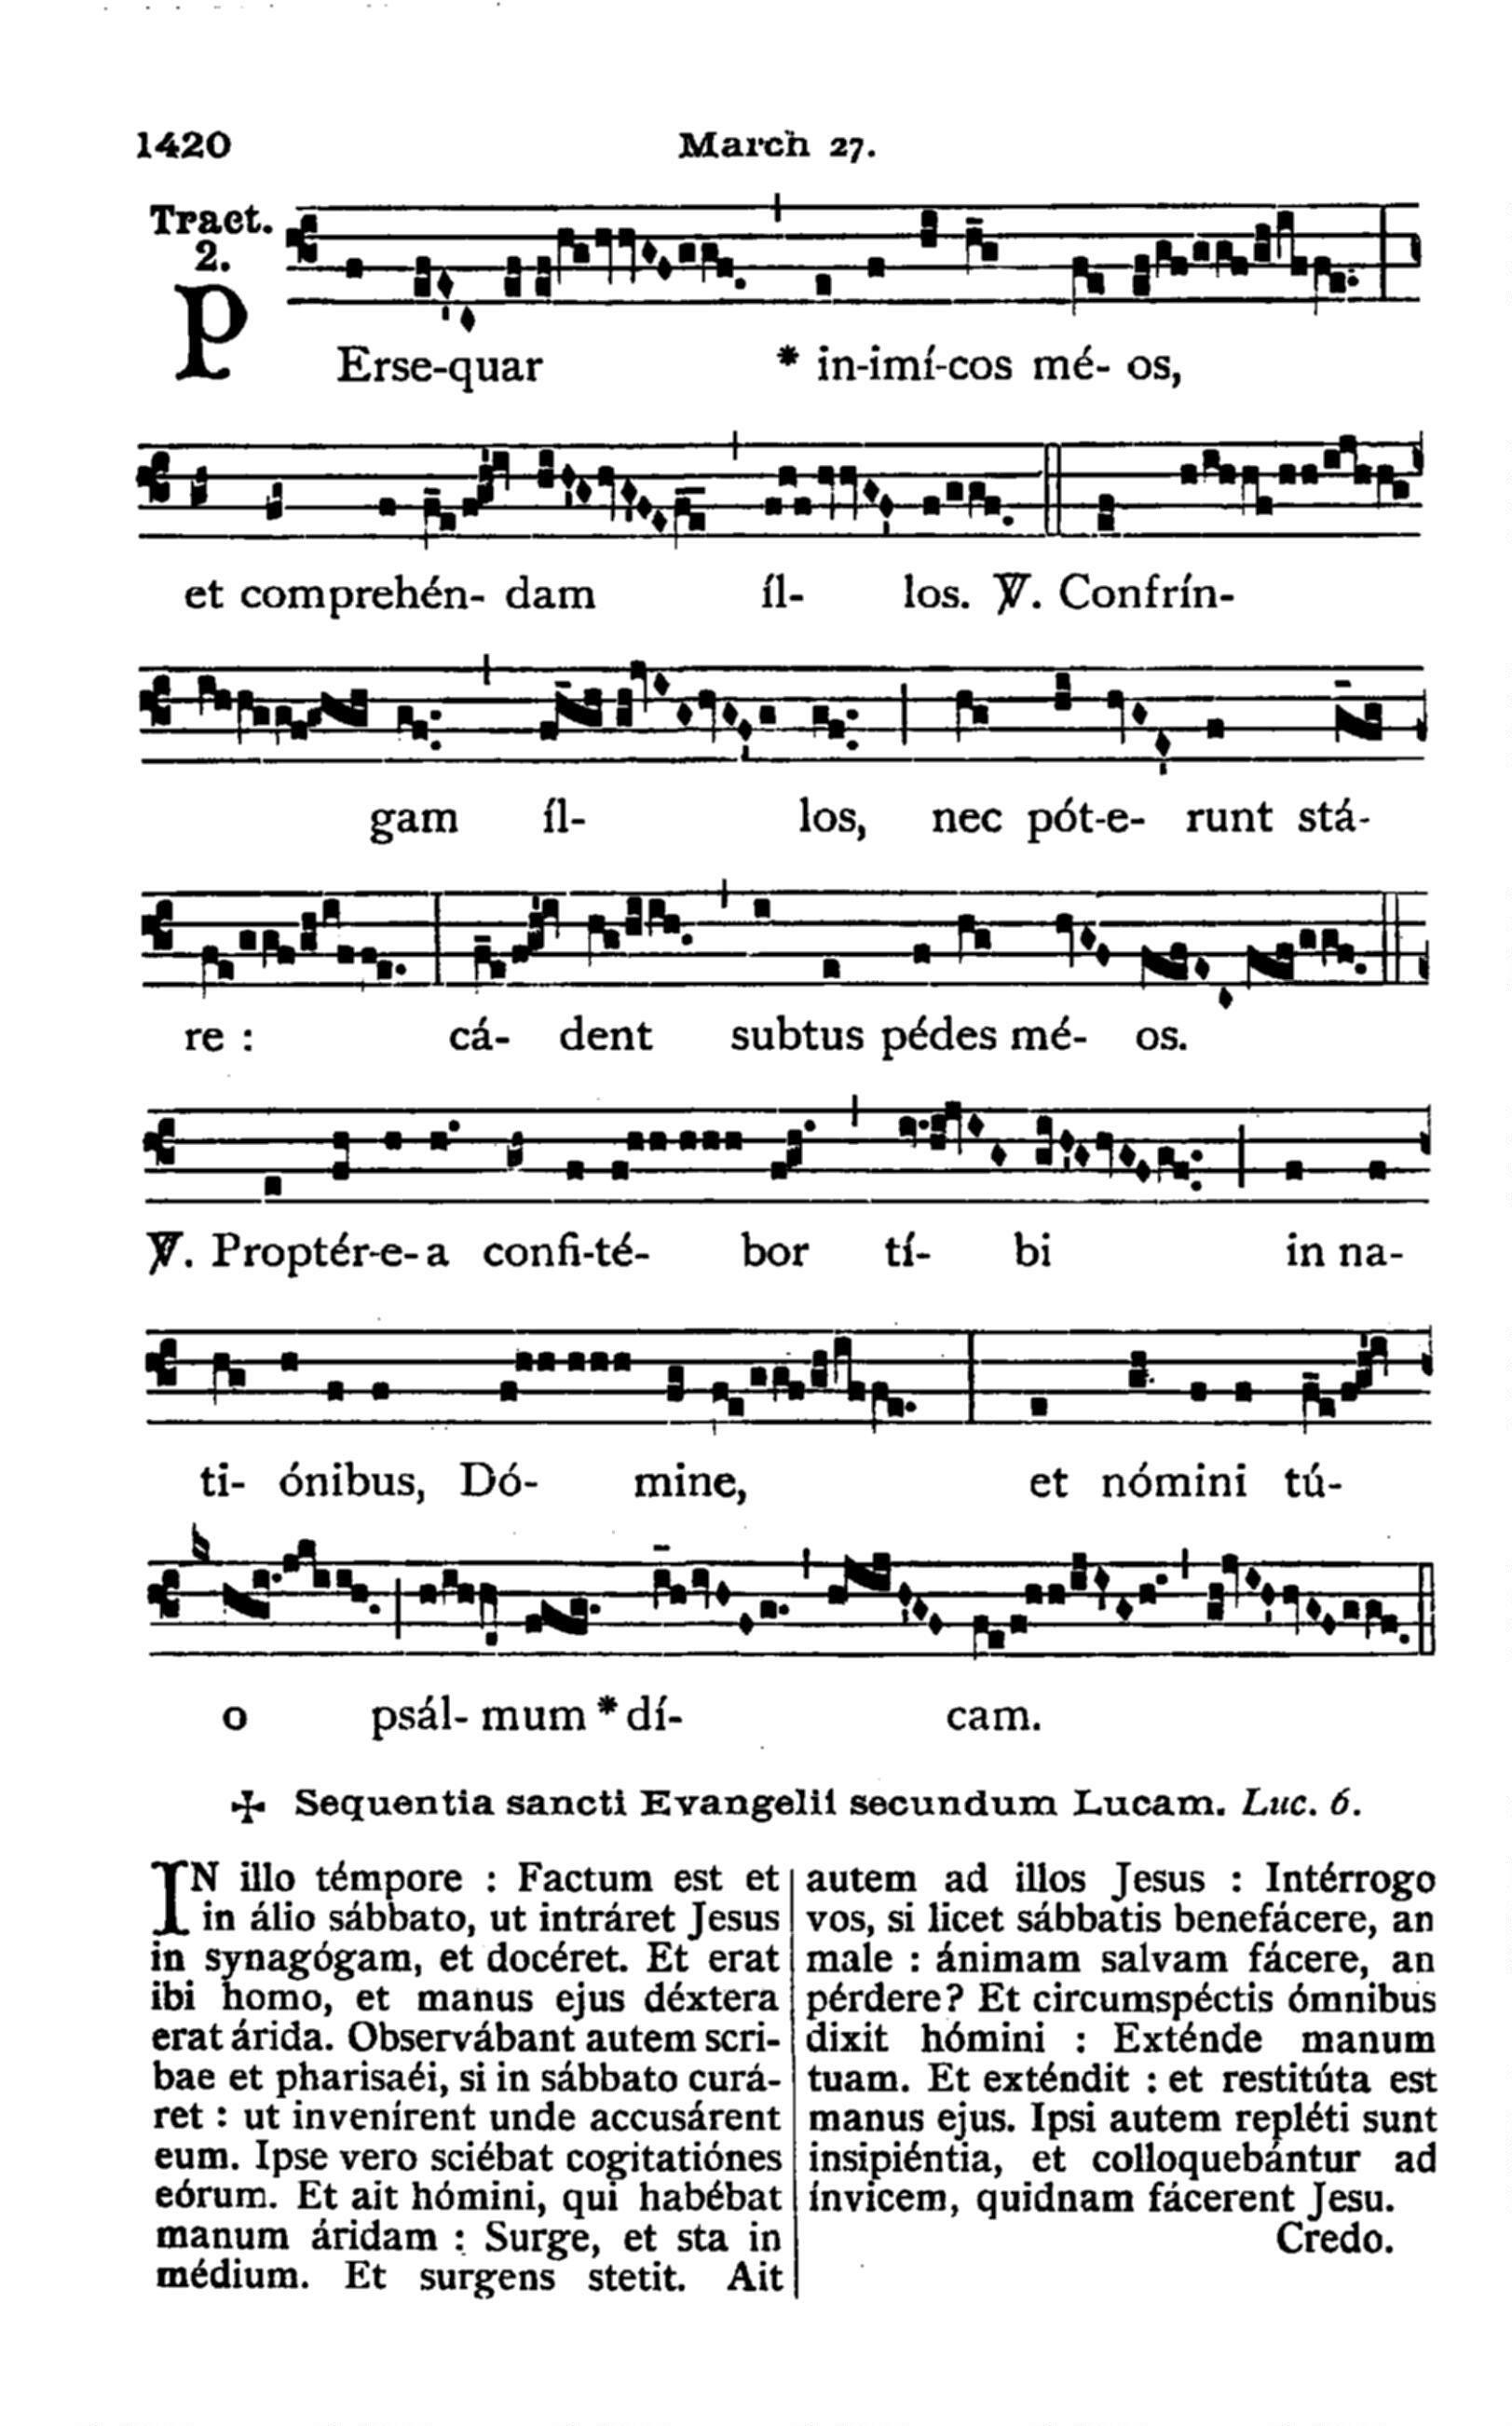 1420 March 27.
Tract.
2.
PErse-quar * in-imí-cos mé- os,
et comprehén- dam íl- los. ℣. Confrín-
gam íl- los, nec pót-e- runt stá-
re : cá- dent subtus pédes mé- os.
℣. Proptér-e- a confi-té- bor tí- bi in na-
ti- ónibus, Dó- mine, et nómini tú-
o psál- mum * dí- cam.
✠ Sequentia sancti Evangelii secundum Lucam. Luc. 6.
IN illo témpore : Factum est et
in álio sábbato, ut intráret Jesus
in synagógam, et docéret. Et erat
ibi homo, et manus ejus déxtera
erat árida. Observábant autem scri-
bae et pharisaéi, si in sábbato curá-
ret : ut invenírent unde accusárent
eum. Ipse vero sciébat cogitatiónes
eórum. Et ait hómini, qui habébat
manum áridam : Surge, et sta in
médium. Et surgens stetit. Ait
autem ad illos Jesus : Intérrogo
vos, si licet sábbatis benefácere, an
male : ánimam salvam fácere, an
pérdere? Et circumspéctis ómnibus
dixit hómini : Exténde manum
tuam. Et exténdit : et restitúta est
manus ejus. Ipsi autem repléti sunt
insipiéntia, et colloquebántur ad
ínvicem, quidnam fácerent Jesu.
Credo.